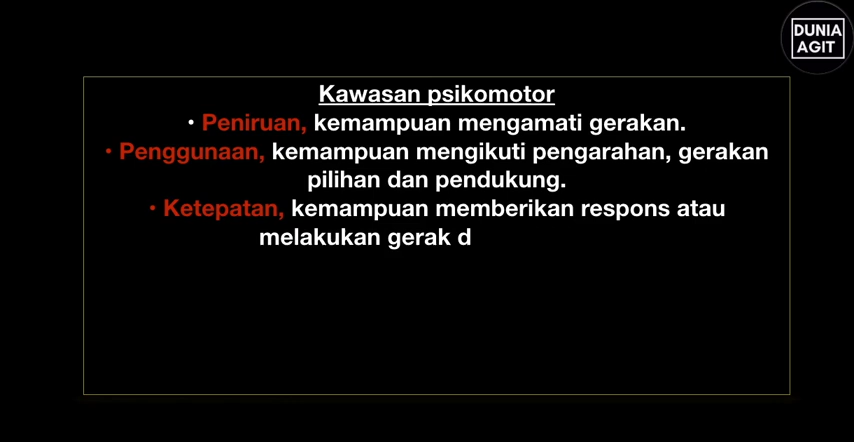 DUNIA
AGIT
Kawasan psikomotor
• Peniruan, kemampuan mengamati gerakan.
• Penggunaan, kemampuan mengikuti pengarahan, gerakan
pilihan dan pendukung.
• Ketepatan, kemampuan memberikan respons atau
melakukan gerak d